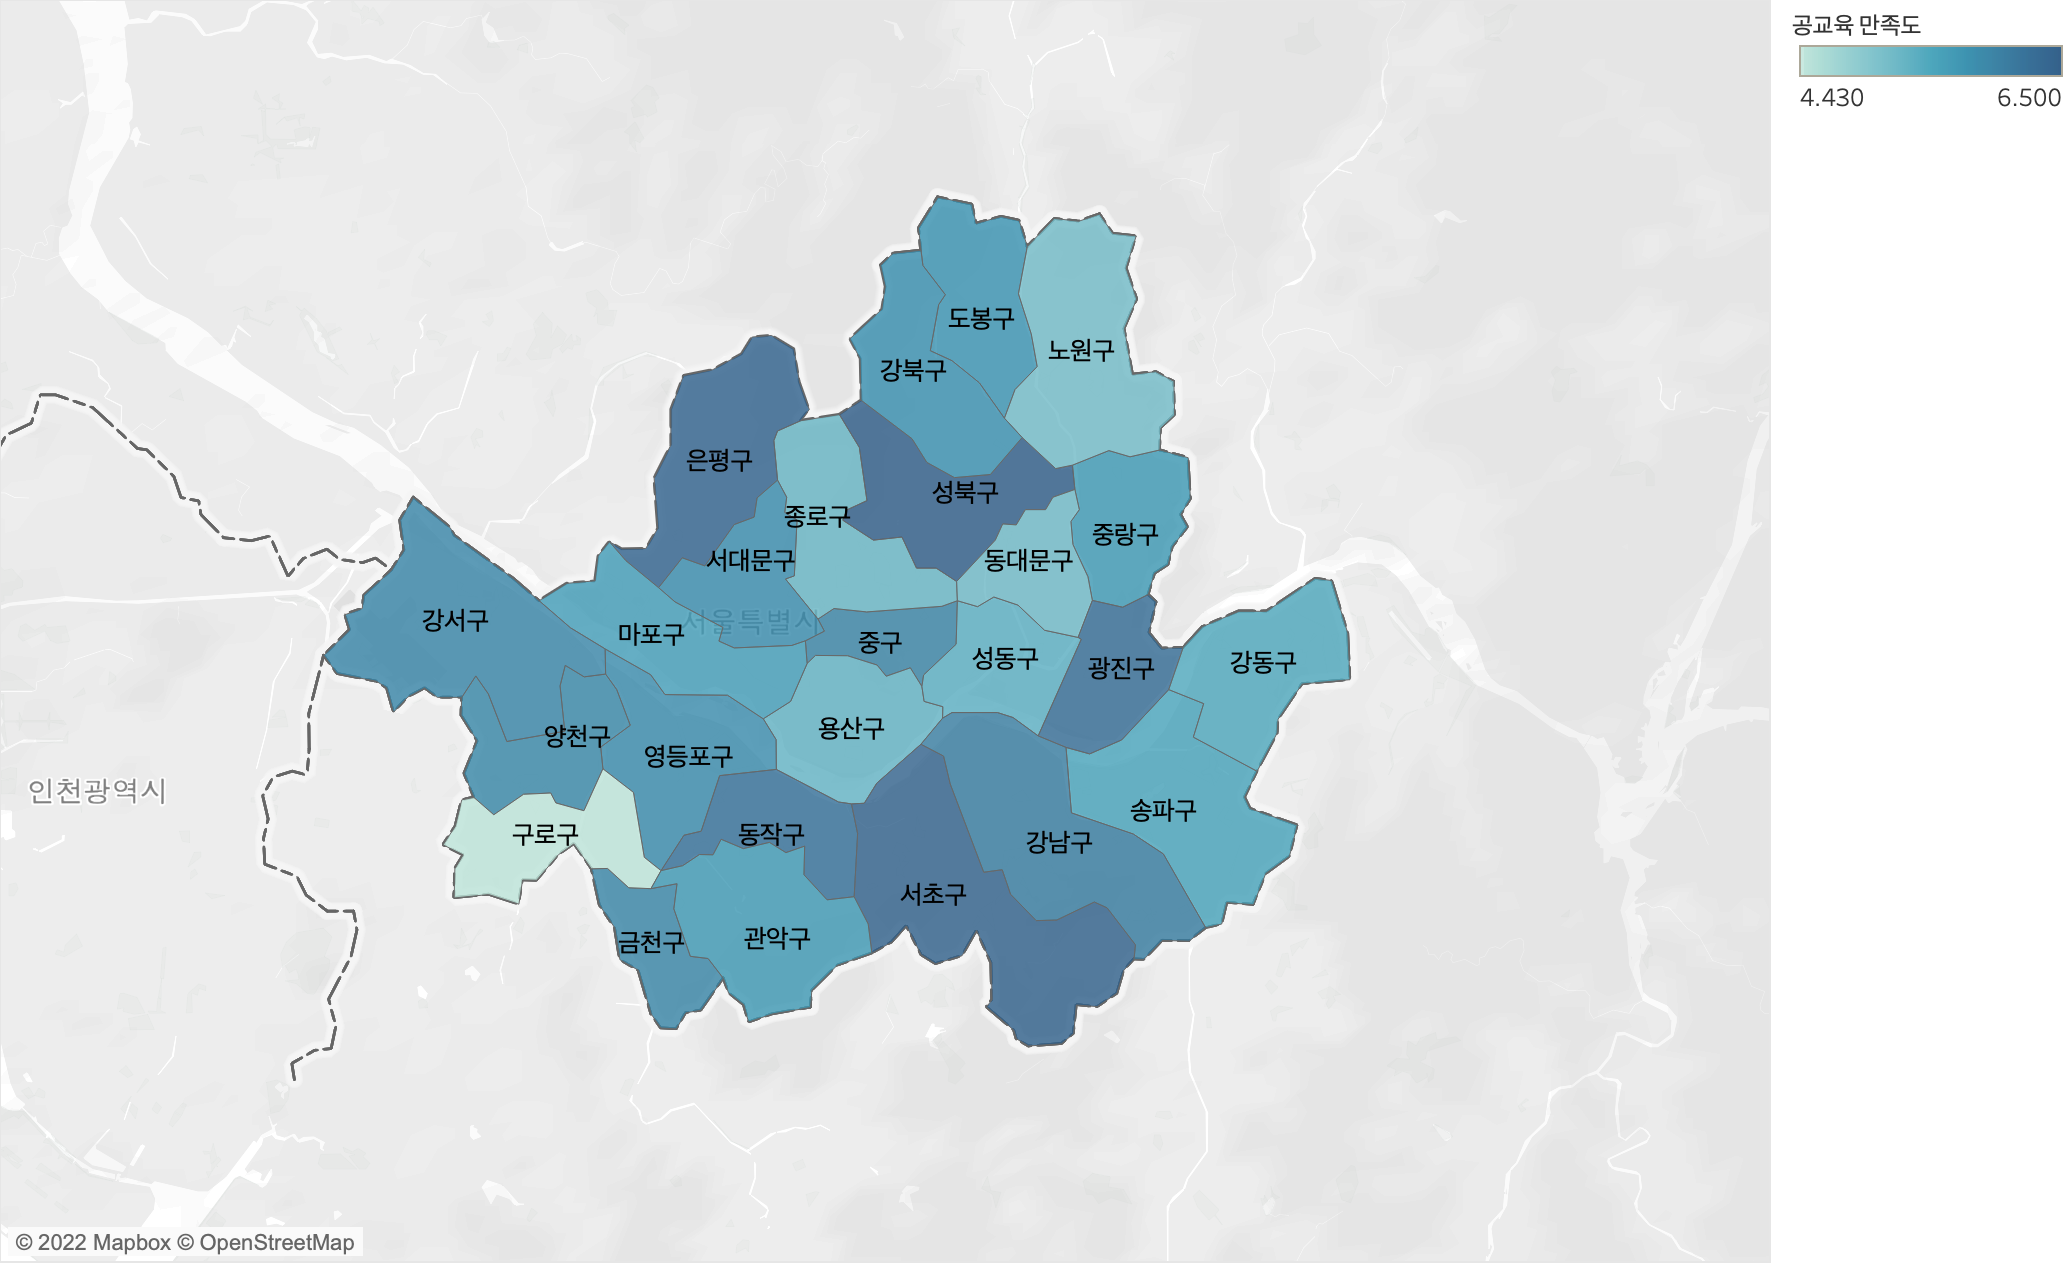 공교육 만족도
4.430 6.500
도봉구
노원구
강북구
은평구
성북구
종로구
중랑구
서대문구
동대문구
강서구
서울특별시
마포구
중구
성동구
광진구
강동구
용산구
양천구
영등포구
인천광역시
송파구
구로구
동작구
강남구
서초구
금천구
관악구
© 2022 Mapbox © OpenStreetMap